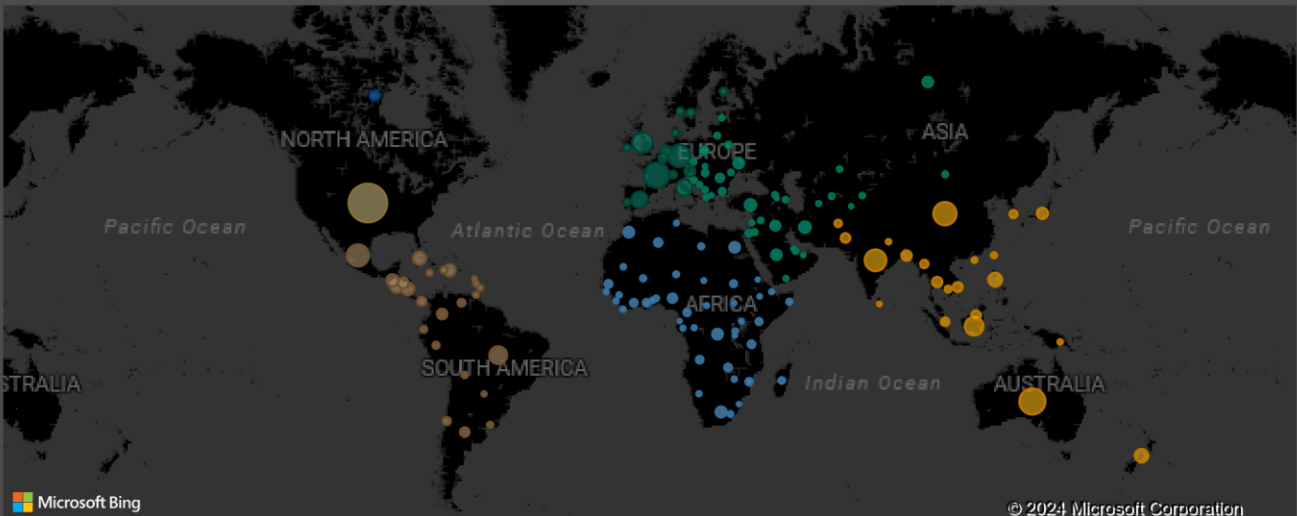 ASIA
NORTH AMERICA
EUROPE
Pacific Ocean
Atlantic Ocean
Pacific Ocean
AFRICA
SOUTH AMERICA
STRALIA
Indian Ocean
AUSTRALIA
Microsoft Bing
© 2024 Microsoft Corporation